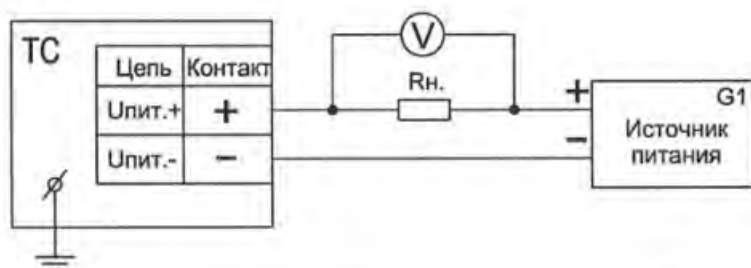 ТС
Цепь Контакт
Uпит.+ +
Uпит.- –
V
Rн.
+
–
G1
Источник
питания